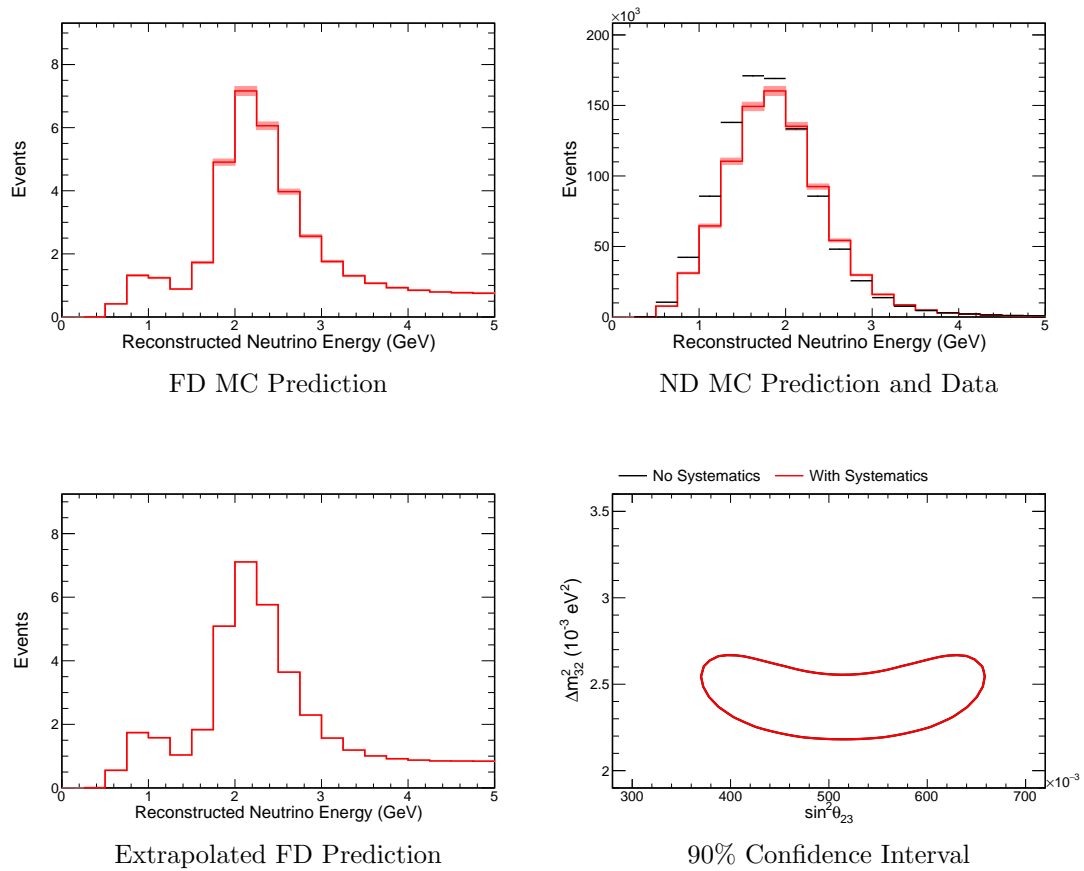 ×10³
Events
8
6
4
2
0
0 1 2 3 4 5
Reconstructed Neutrino Energy (GeV)
FD MC Prediction
Events
200
150
100
50
0
0 1 2 3 4 5
Reconstructed Neutrino Energy (GeV)
ND MC Prediction and Data
Events
8
6
4
2
0
0 1 2 3 4 5
Reconstructed Neutrino Energy (GeV)
Extrapolated FD Prediction
No Systematics
With Systematics
Δm²₃₂ (10⁻³ eV²)
3.5
3
2.5
2
300 400 500 600 700
×10⁻³
sin²θ₂₃
90% Confidence Interval